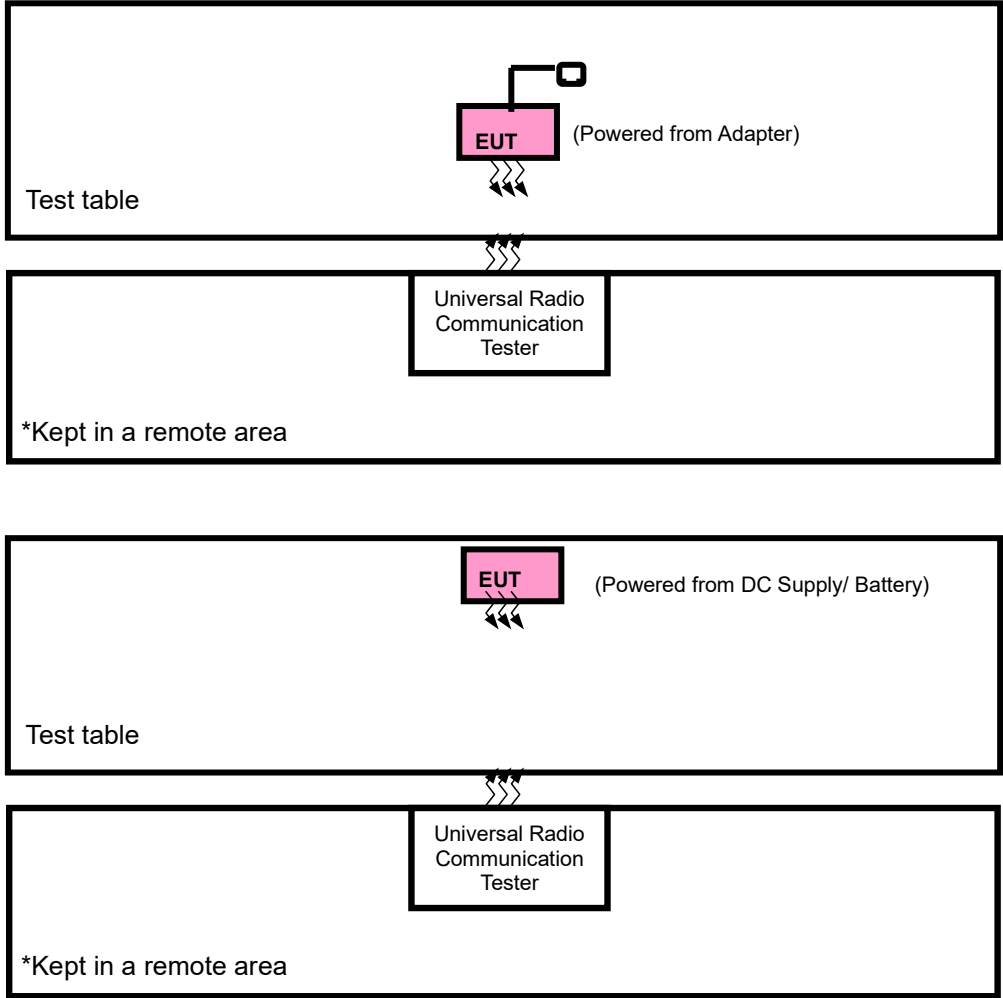 EUT
(Powered from Adapter)
Test table
Universal Radio
Communication
Tester
*Kept in a remote area
EUT
(Powered from DC Supply/ Battery)
Test table
Universal Radio
Communication
Tester
*Kept in a remote area